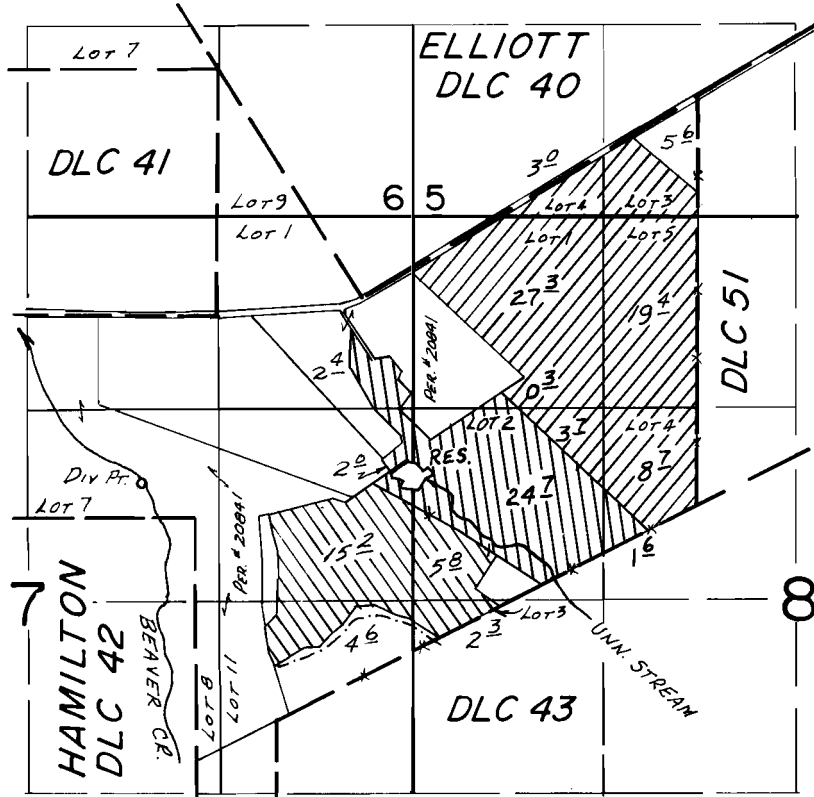 LOT 7
ELLIOTT
DLC 40
DLC 41
5 6
3 0
LOT 9
6 5
LOT 4
LOT 3
LOT 1
LOT 1
LOT 5
27 3
19 4
DLC 51
PER. # 20841
2 4
0 3
LOT 2
3 1
LOT 4
RES.
2 0
8 7
DIV PT.
24 7
LOT 7
15 2
PER. # 20841
5 8
1 6
7
8
LOT 3
2 3
4 6
UNN. STREAM
HAMILTON
DLC 42
BEAVER CR.
LOT 8
LOT 11
DLC 43